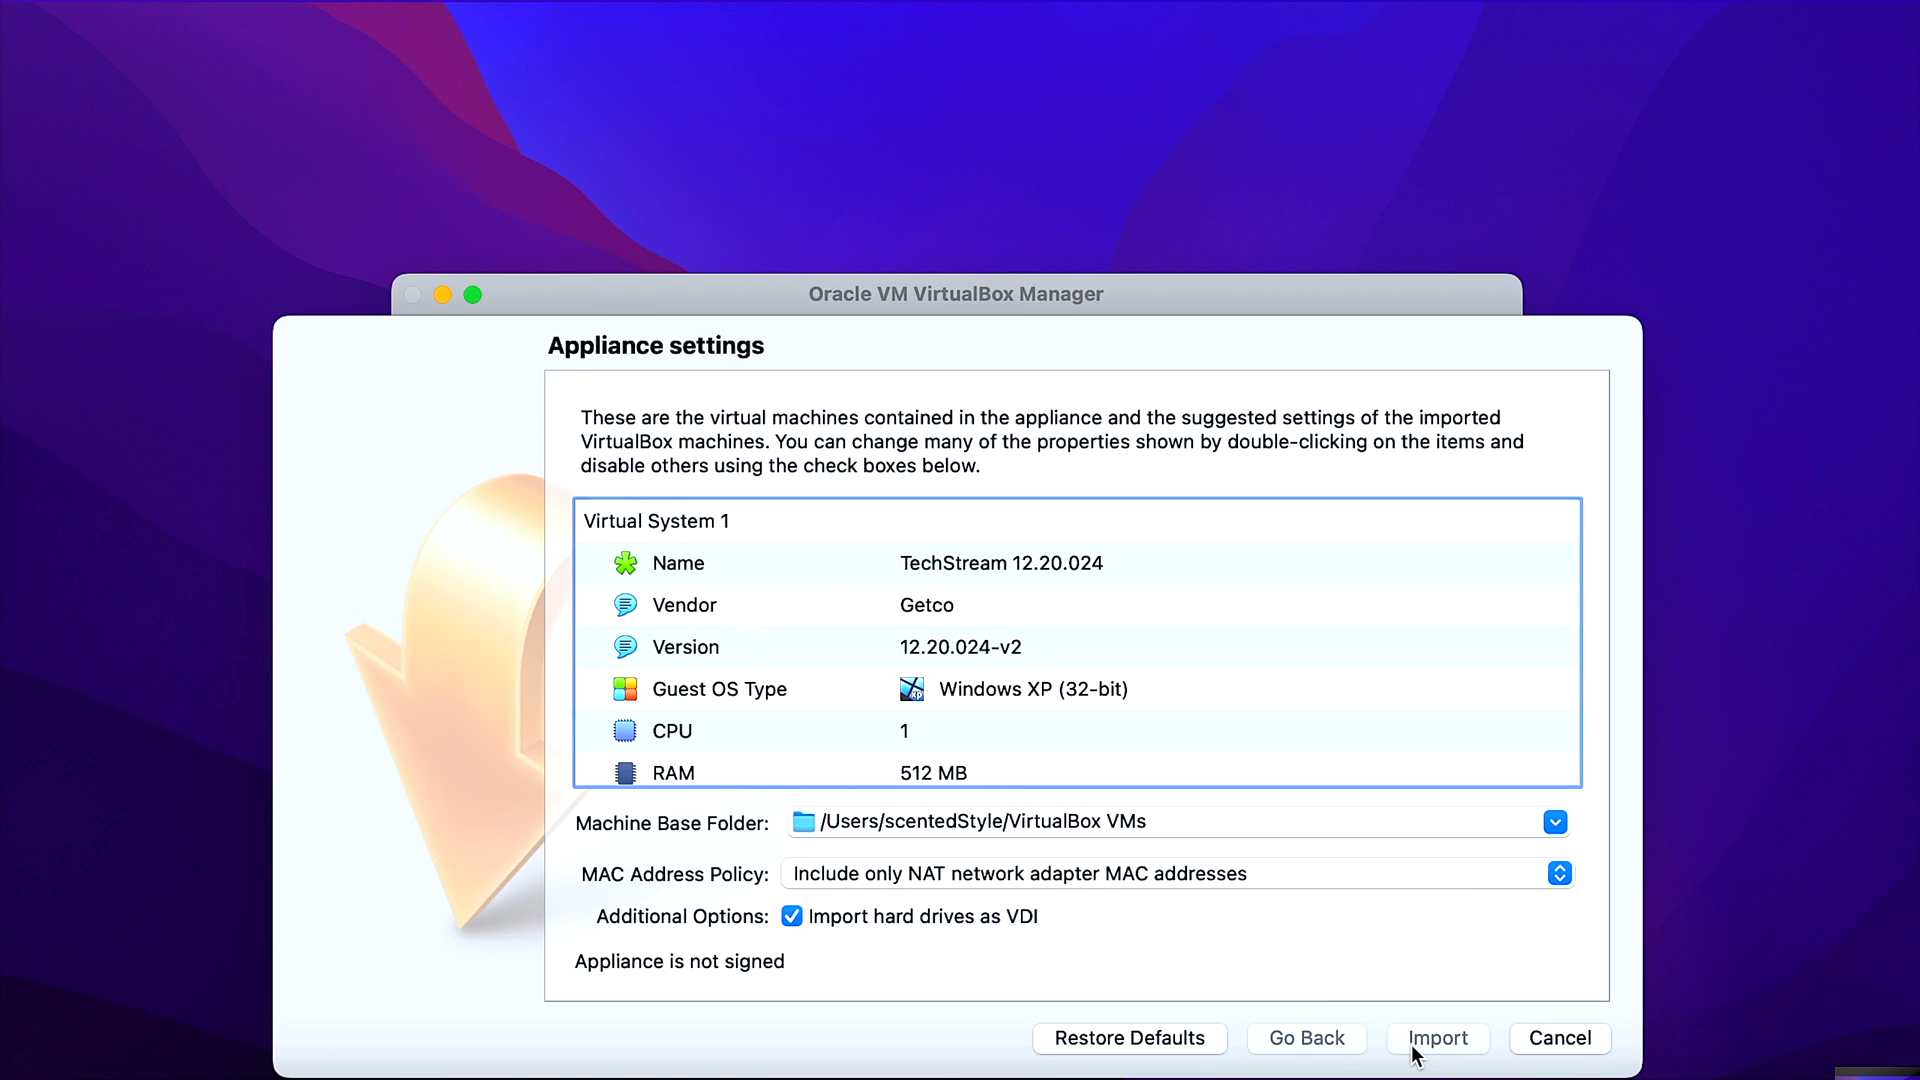 Oracle VM VirtualBox Manager
Appliance settings
These are the virtual machines contained in the appliance and the suggested settings of the imported
VirtualBox machines. You can change many of the properties shown by double-clicking on the items and
disable others using the check boxes below.
Virtual System 1
Name TechStream 12.20.024
Vendor Getco
Version 12.20.024-v2
Guest OS Type XP Windows XP (32-bit)
CPU 1
RAM 512 MB
Machine Base Folder: /Users/scentedStyle/VirtualBox VMs
MAC Address Policy: Include only NAT network adapter MAC addresses
Additional Options: Import hard drives as VDI
Appliance is not signed
Restore Defaults Go Back Import Cancel